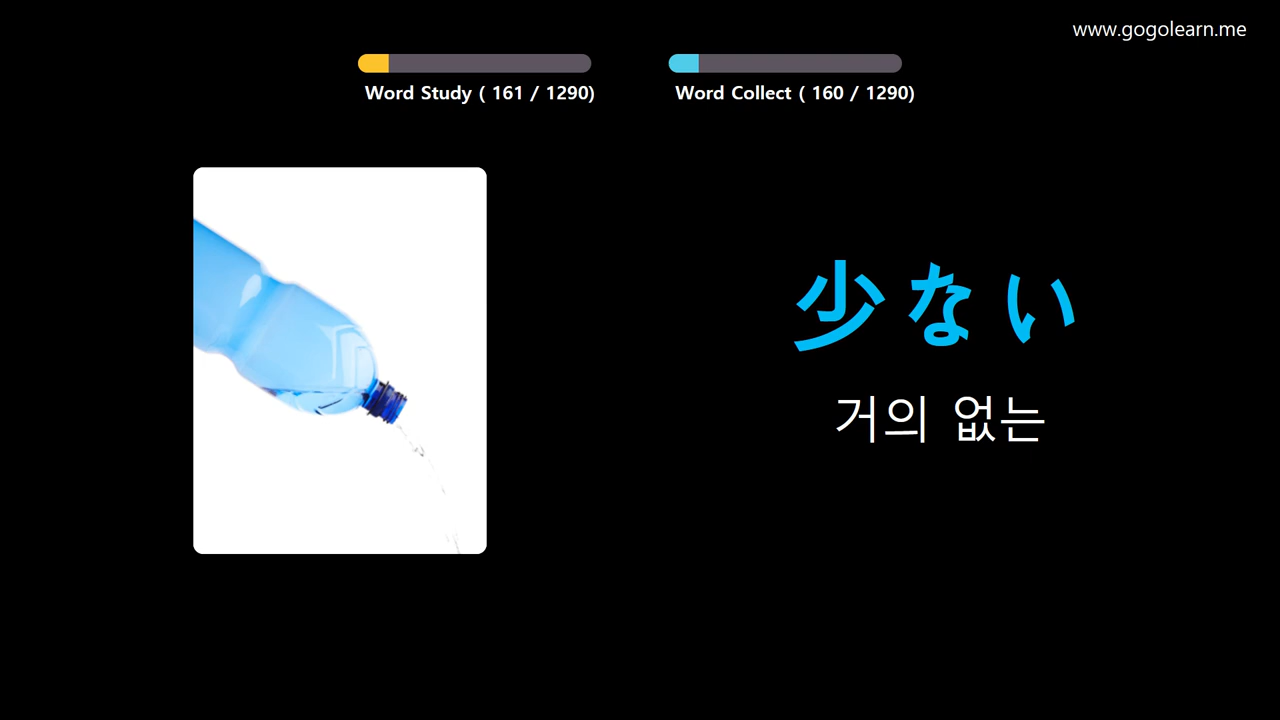 www.gogolearn.me
Word Study ( 161 / 1290)
Word Collect ( 160 / 1290)
少ない
거의 없는